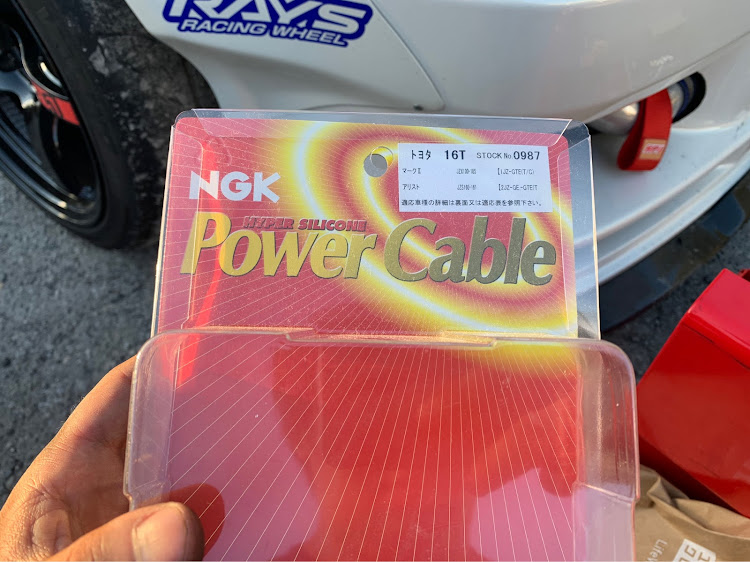 RAYS
RACING WHEEL
トヨタ 16T STOCK No. 0987
マークⅡ
アリスト
適応車種の詳細は裏面又は適応表を参照下さい。
NGK
HYPER SILICONE
Power Cable